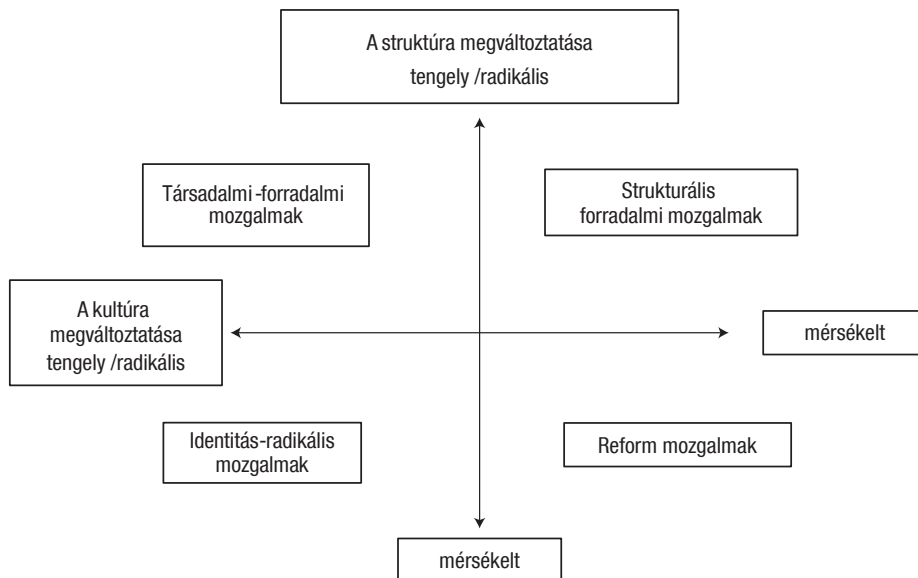 A struktúra megváltoztatása
tengely /radikális
Társadalmi-forradalmi
mozgalmak
Strukturális
forradalmi mozgalmak
A kultúra
megváltoztatása
tengely /radikális
mérsékelt
Identitás-radikális
mozgalmak
Reform mozgalmak
mérsékelt